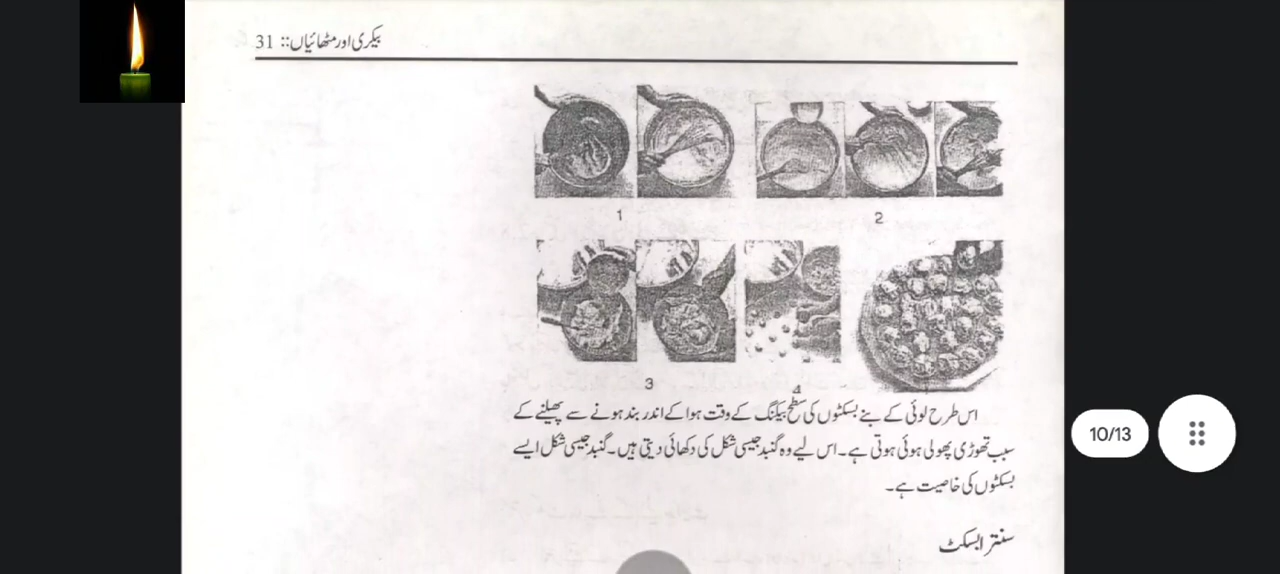 بیکری اور مٹھائیاں :: 31
1
2
3
4
اس طرح لوئی کے بنے بسکٹوں کی سطح بیکنگ کے وقت ہوا کے اندر بند ہونے سے پھیلنے کے
سبب تھوڑی پھولی ہوئی ہوتی ہے۔ اس لیے وہ گنبد جیسی شکل کی دکھائی دیتی ہیں۔ گنبد جیسی شکل ایسے
بسکٹوں کی خاصیت ہے۔
سنترا بسکٹ
10/13